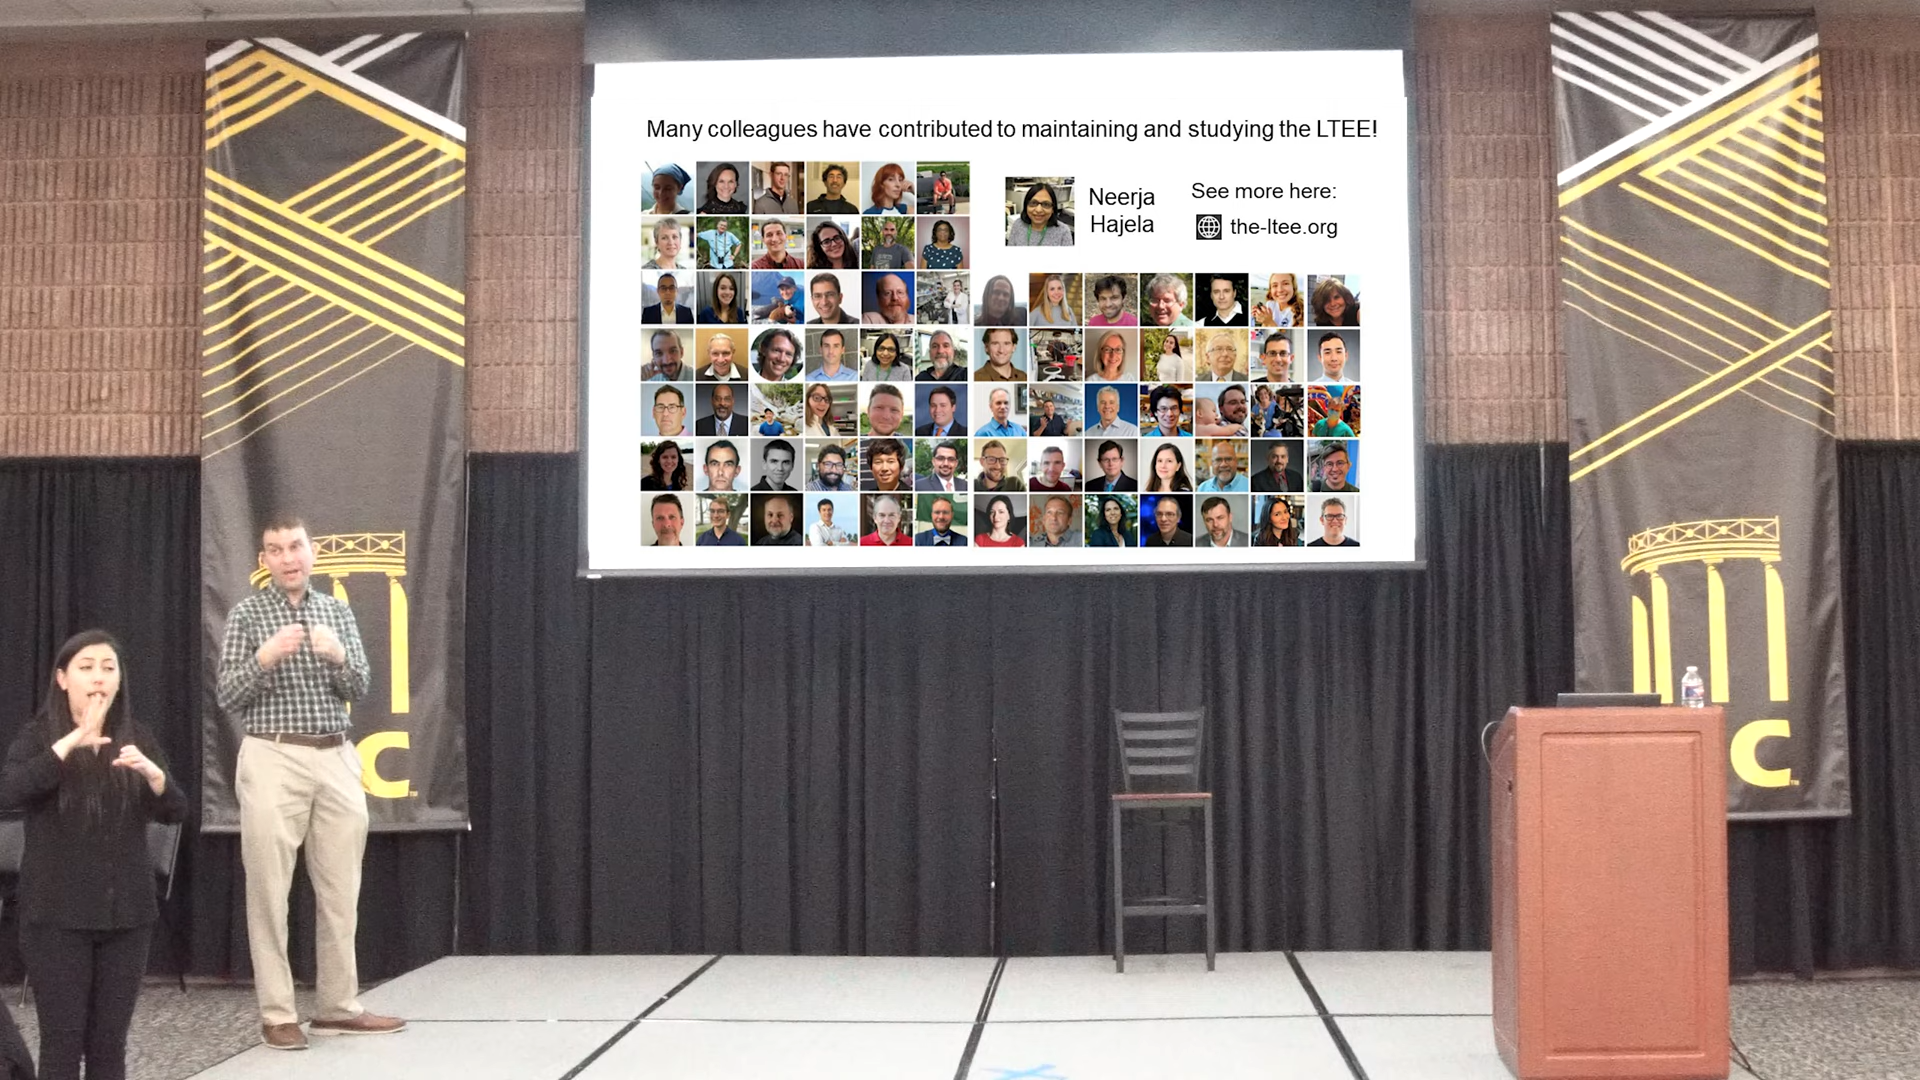 Many colleagues have contributed to maintaining and studying the LTEE!
Neerja
Hajela
See more here:
the-ltee.org
C
C